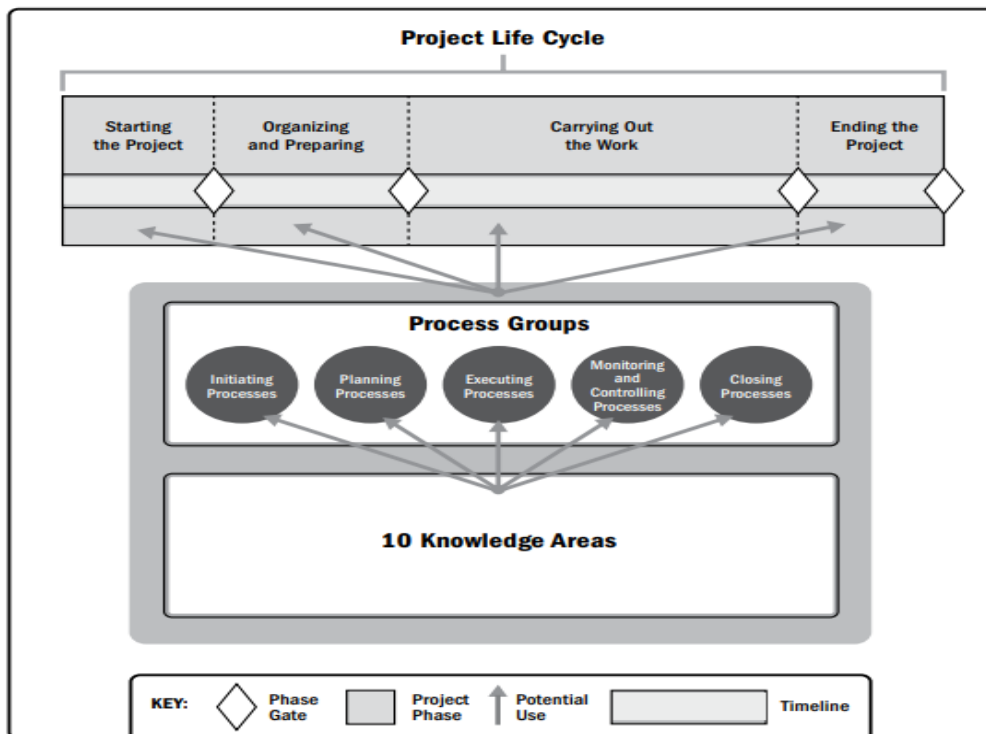 Project Life Cycle
Starting
the Project
Organizing
and Preparing
Carrying Out
the Work
Ending the
Project
Process Groups
Initiating
Processes
Planning
Processes
Executing
Processes
Monitoring
and
Controlling
Processes
Closing
Processes
10 Knowledge Areas
KEY:
Phase
Gate
Project
Phase
Potential
Use
Timeline